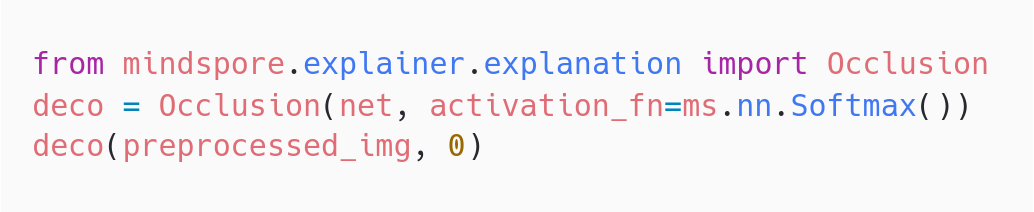 from mindspore.explainer.explanation import Occlusion
deco = Occlusion(net, activation_fn=ms.nn.Softmax())
deco(preprocessed_img, 0)